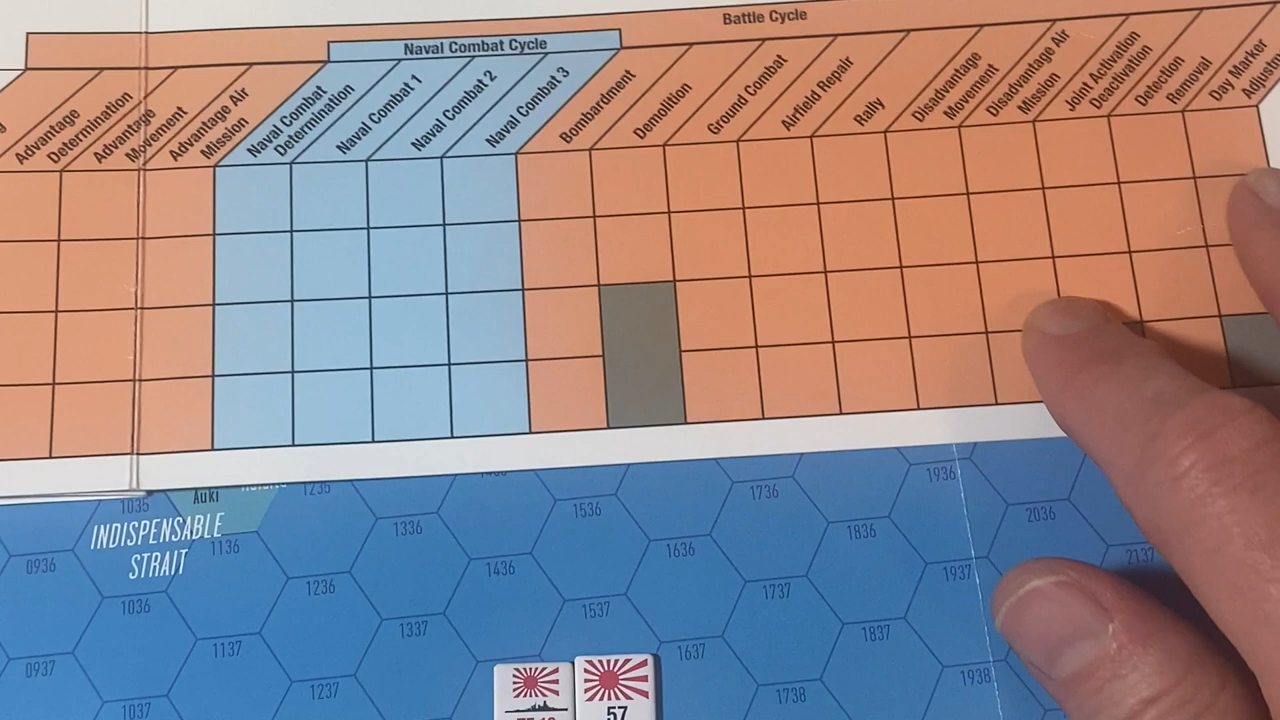 Battle Cycle
Naval Combat Cycle
Advantage
Determination
Advantage
Movement
Advantage Air
Mission
Naval Combat
Determination
Naval Combat 1
Naval Combat 2
Naval Combat 3
Bombardment
Demolition
Ground Combat
Airfield Repair
Rally
Disadvantage
Movement
Disadvantage Air
Mission
Joint Activation
Deactivation
Detection
Removal
Day Marker
Auki
INDISPENSABLE
STRAIT
1035
1235
1936
1736
1536
2036
1336
1836
1136
1636
2137
0936
1436
1937
1236
1737
1036
1537
1337
1837
1137
1637
0937
1938
1237
1738
1037
57